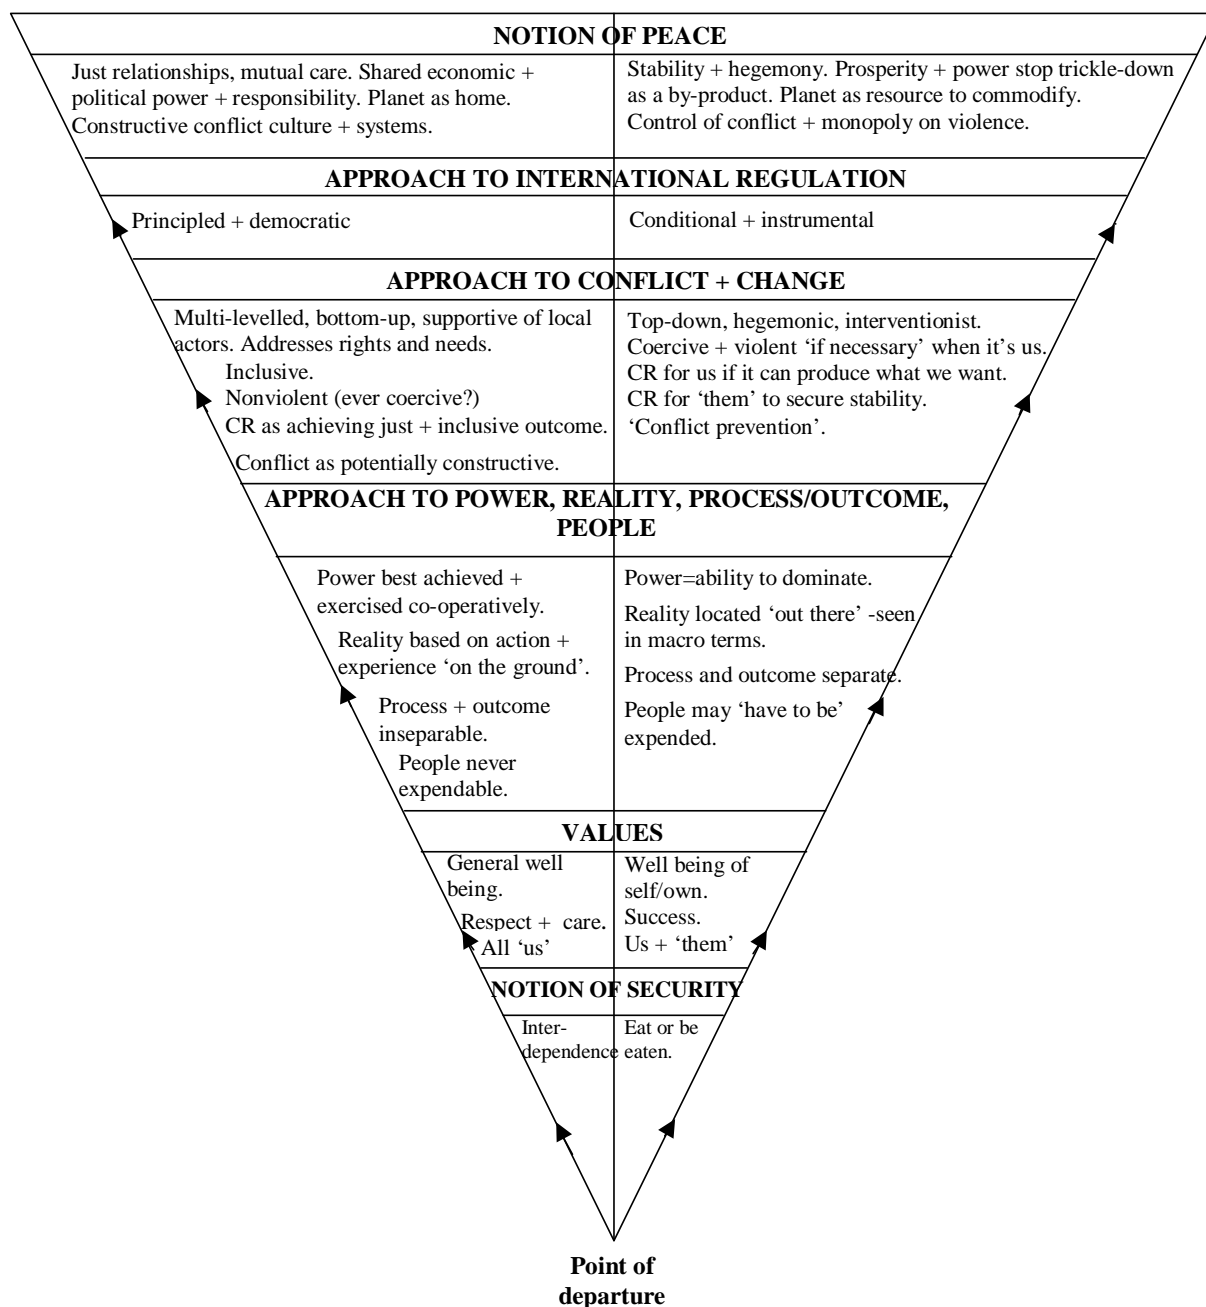 NOTION OF PEACE
Just relationships, mutual care. Shared economic +
political power + responsibility. Planet as home.
Constructive conflict culture + systems.
Stability + hegemony. Prosperity + power stop trickle-down
as a by-product. Planet as resource to commodify.
Control of conflict + monopoly on violence.
APPROACH TO INTERNATIONAL REGULATION
Principled + democratic
Conditional + instrumental
APPROACH TO CONFLICT + CHANGE
Multi-levelled, bottom-up, supportive of local
actors. Addresses rights and needs.
Inclusive.
Nonviolent (ever coercive?)
CR as achieving just + inclusive outcome.
Conflict as potentially constructive.
Top-down, hegemonic, interventionist.
Coercive + violent ‘if necessary’ when it’s us.
CR for us if it can produce what we want.
CR for ‘them’ to secure stability.
‘Conflict prevention’.
APPROACH TO POWER, REALITY, PROCESS/OUTCOME,
PEOPLE
Power best achieved +
exercised co-operatively.
Reality based on action +
experience ‘on the ground’.
Process + outcome
inseparable.
People never
expendable.
Power=ability to dominate.
Reality located ‘out there’ -seen
in macro terms.
Process and outcome separate.
People may ‘have to be’
expended.
VALUES
General well
being.
Respect + care.
All ‘us’
Well being of
self/own.
Success.
Us + ‘them’
NOTION OF SECURITY
Inter-
dependence
Eat or be
eaten.
Point of
departure